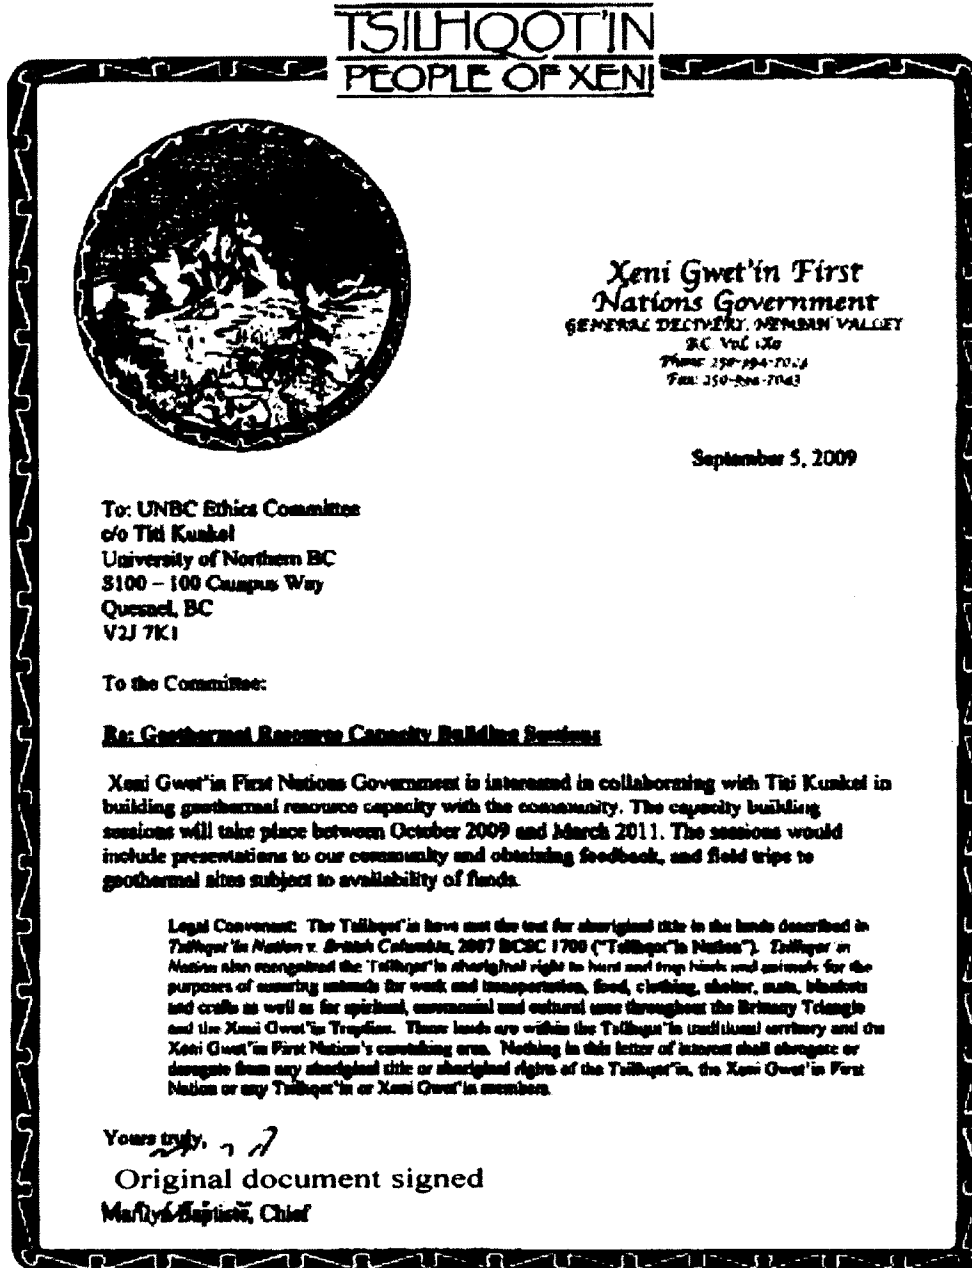 TSILHQOT'IN
PEOPLE OF XENI
Xeni Gwet'in First
Nations Government
GENERAL DELIVERY, NEMIAH VALLEY
BC
Phone:
Fax:
September 5, 2009
To: UNBC Ethics Committee
c/o Titi Kunkel
University of Northern BC
S100 – 100 Campus Way
Quesnel, BC
V2J 7K1
To the Committee:
Re: Geothermal Resource Capacity Building Sessions
Xeni Gwet'in First Nations Government is interested in collaborating with Titi Kunkel in
building geothermal resource capacity with the community. The capacity building
sessions will take place between October 2009 and March 2011. The sessions would
include presentations to our community and obtaining feedback, and field trips to
geothermal sites subject to availability of funds.
Legal Convenent: The Tsilhqot'in have met the test for aboriginal title in the lands described in
Tsilhqot'in Nation v. British Columbia, 2007 BCSC 1700 ("Tsilhqot'in Nation"). Tsilhqot'in
Nation also recognized the Tsilhqot'in aboriginal right to hunt and trap birds and animals for the
purposes of securing animals for work and transportation, food, clothing, shelter, mats, blankets
and crafts as well as for spiritual, ceremonial and cultural uses throughout the Brittany Triangle
and the Xeni Gwet'in Trapline. These lands are within the Tsilhqot'in traditional territory and the
Xeni Gwet'in First Nation's caretaking area. Nothing in this letter of interest shall abrogate or
derogate from any aboriginal title or aboriginal rights of the Tsilhqot'in, the Xeni Gwet'in First
Nation or any Tsilhqot'in or Xeni Gwet'in members.
Yours truly,
Original document signed
Marilyn Baptiste, Chief